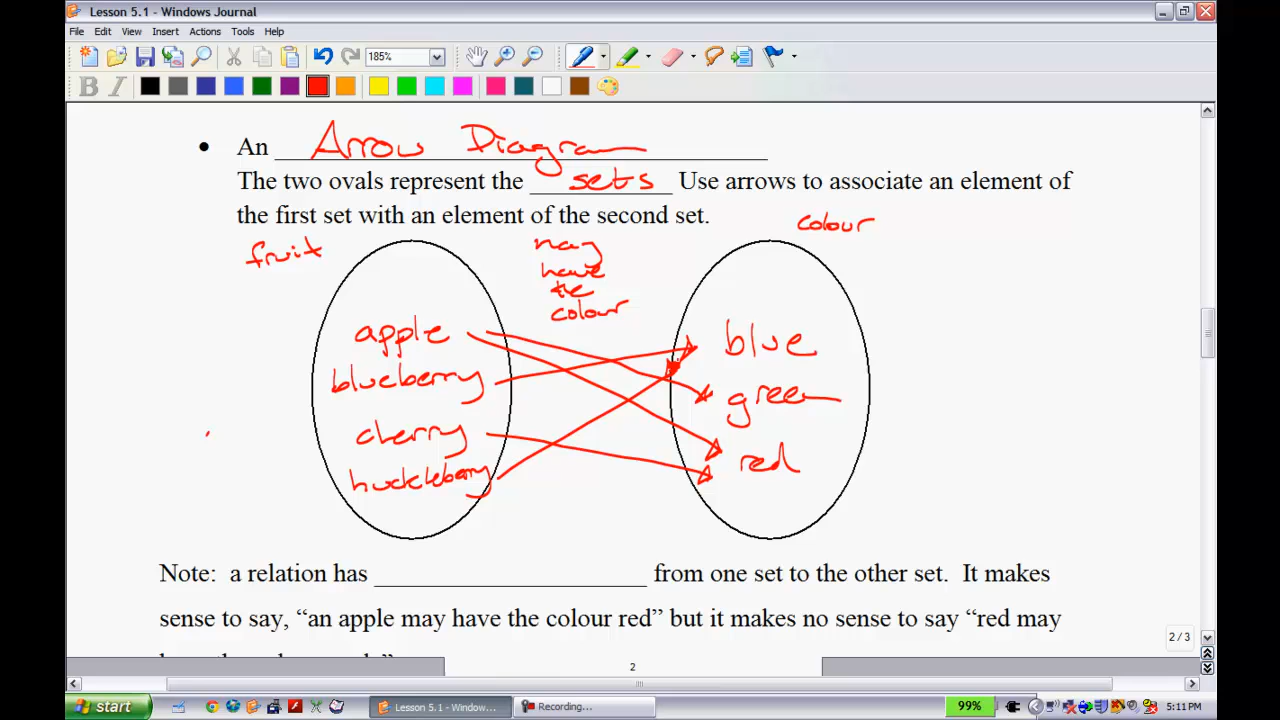 Lesson 5.1 - Windows Journal
File Edit View Insert Actions Tools Help
185%
B I
• An Arrow Diagram
The two ovals represent the sets Use arrows to associate an element of
the first set with an element of the second set.
fruit
may
have
the
colour
colour
apple
blueberry
cherry
huckleberry
blue
green
red
Note: a relation has ____________________ from one set to the other set. It makes
sense to say, “an apple may have the colour red” but it makes no sense to say “red may
2/3
2
start
Lesson 5.1 - Window...
Recording...
99%
5:11 PM